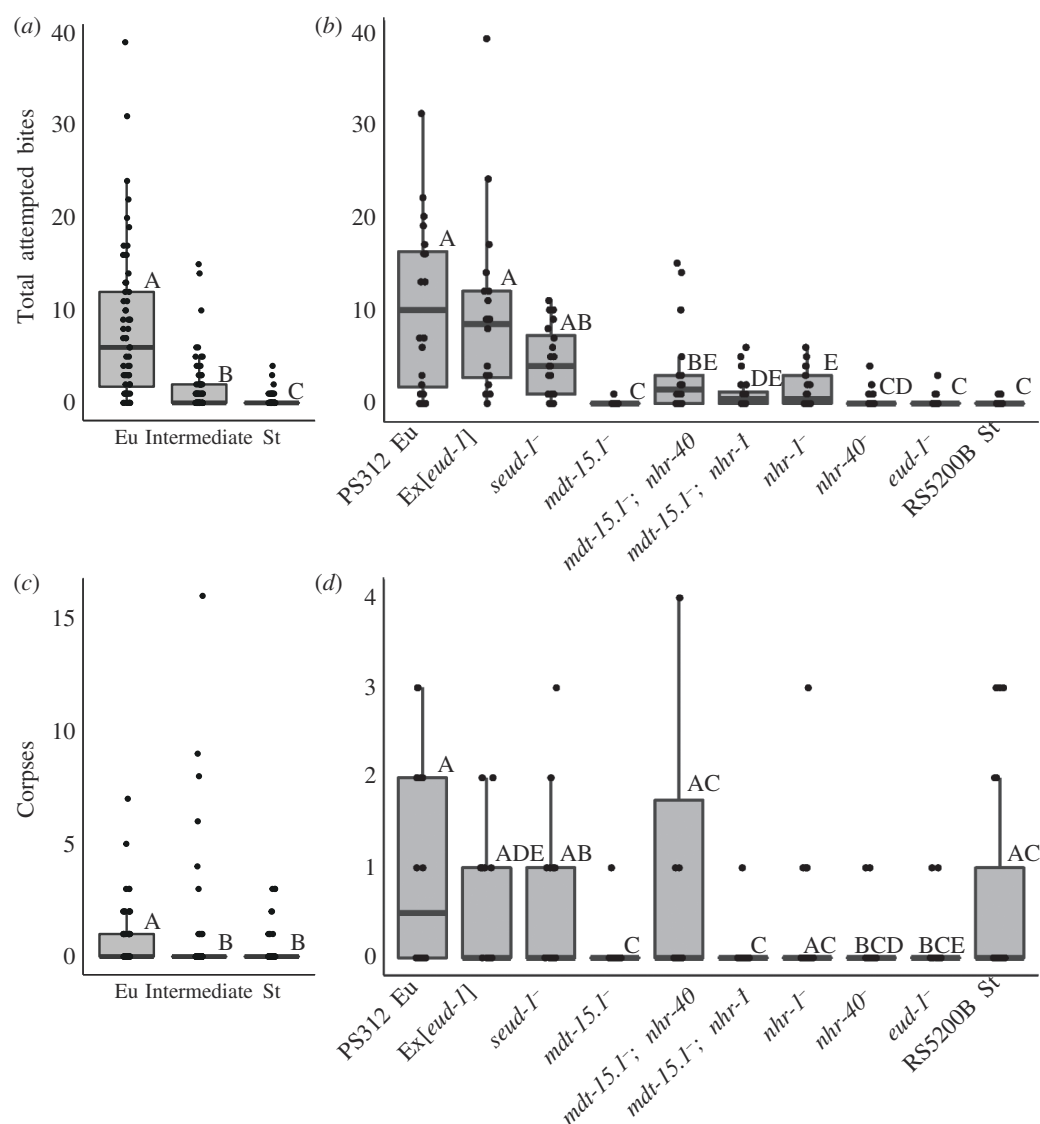 (a)
Total attempted bites
40
30
20
10
0
A
B
C
Eu Intermediate St
(b)
40
30
20
10
0
A
A
AB
C
BE
DE
E
CD
C
C
PS312 Eu
Ex[eud-1]
seud-1⁻
mdt-15.1⁻
mdt-15.1⁻; nhr-40
mdt-15.1⁻; nhr-1
nhr-1⁻
nhr-40⁻
eud-1⁻
RS5200B St
(c)
Corpses
15
10
5
0
A
B
B
Eu Intermediate St
(d)
4
3
2
1
0
A
ADE
AB
C
AC
C
AC
BCD
BCE
AC
PS312 Eu
Ex[eud-1]
seud-1⁻
mdt-15.1⁻
mdt-15.1⁻; nhr-40
mdt-15.1⁻; nhr-1
nhr-1⁻
nhr-40⁻
eud-1⁻
RS5200B St